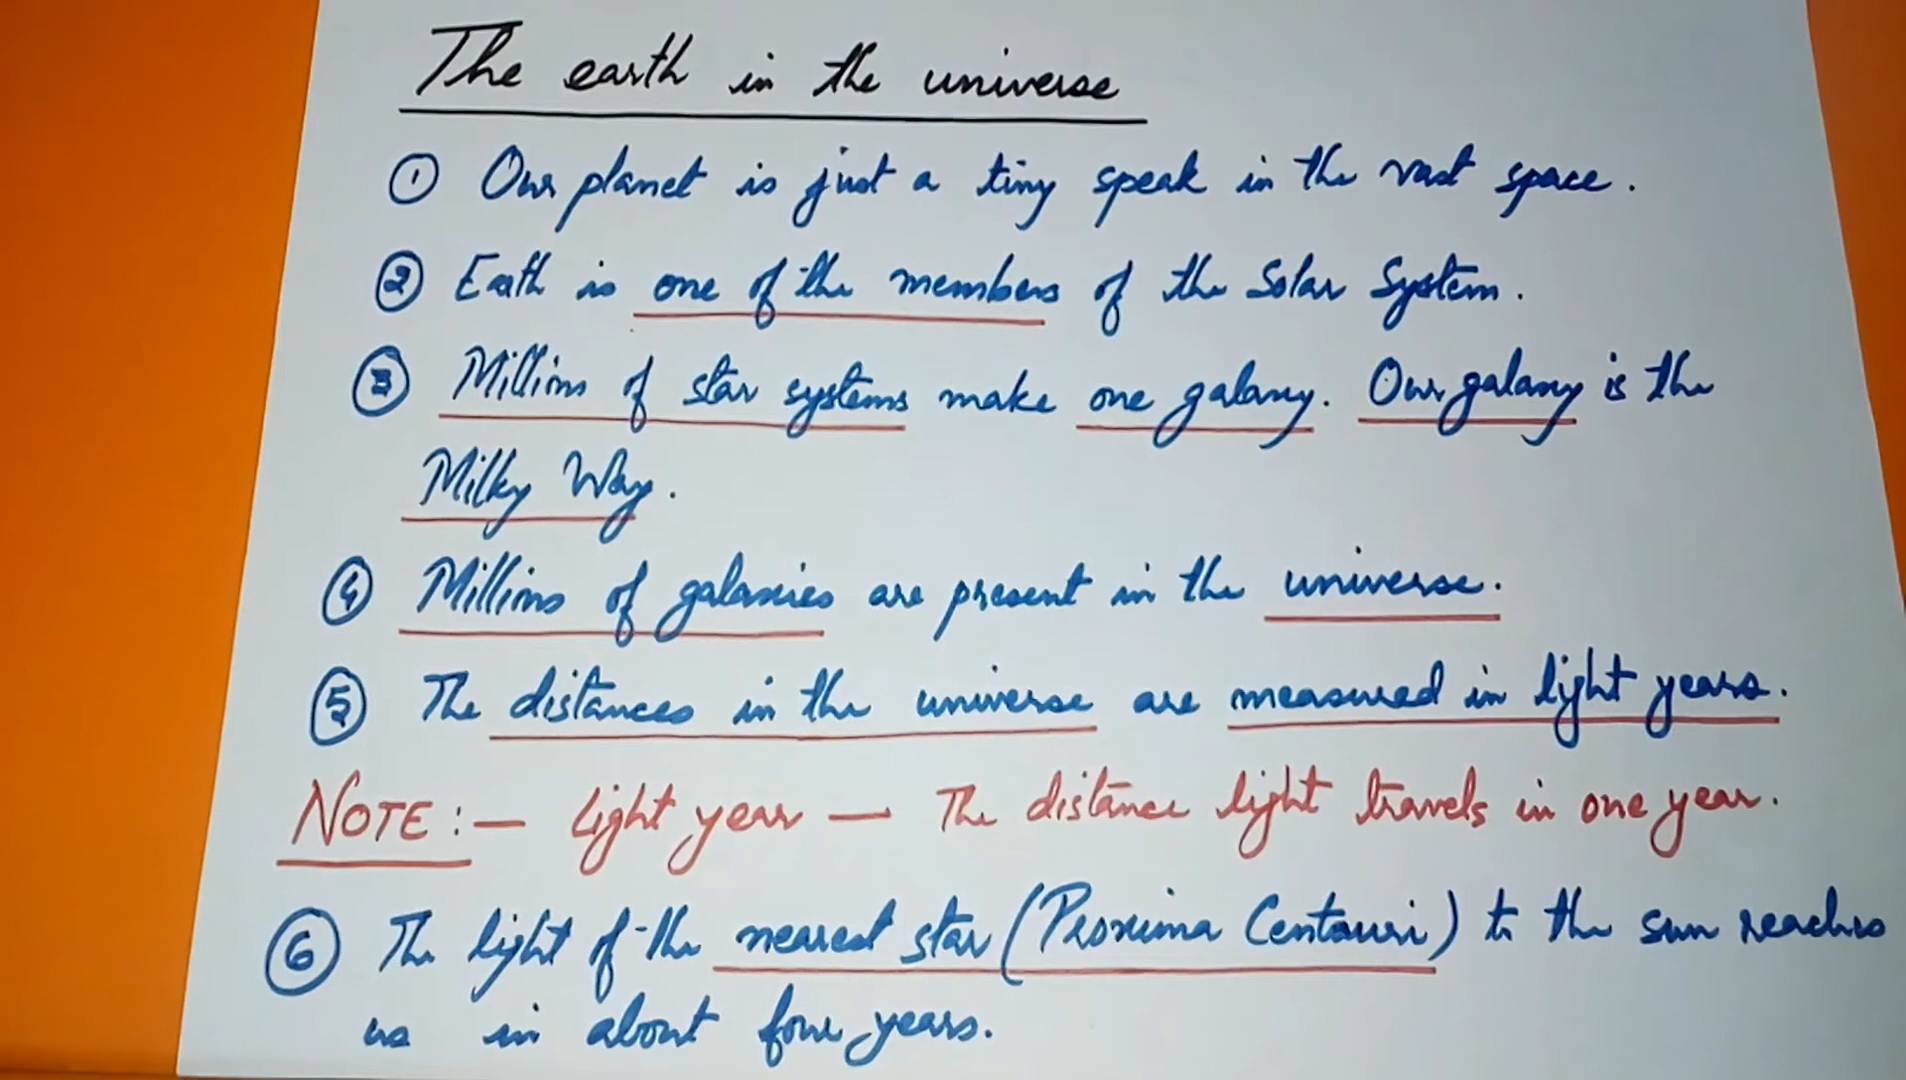 The earth in the universe
① Our planet is just a tiny speak in the vast space.
② Earth is one of the members of the Solar System.
③ Millions of star systems make one galaxy. Our galaxy is the
Milky Way.
④ Millions of galaxies are present in the universe.
⑤ The distances in the universe are measured in light years.
NOTE :— Light year — The distance light travels in one year.
⑥ The light of the nearest star (Proxima Centauri) to the sun reaches
us in about four years.